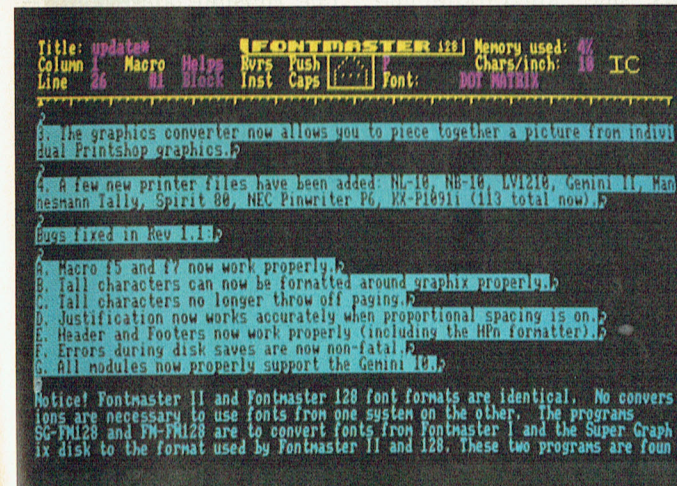 Title: update* FONTMASTER 128 Memory used: 4%
Column 1 Macro Helps Rvrs Push P Chars/inch: 10 IC
Line 26 #1 Block Inst Caps Font: DOT MATRIX
3. The graphics converter now allows you to piece together a picture from indivi
dual Printshop graphics.
4. A few new printer files have been added: NL-10, NB-10, LV1210, Gemini II, Man
nesmann Tally, Spirit 80, NEC Pinwriter P6, KX-P1091i (113 total now).
Bugs fixed in Rev 1.1:
A. Macro f5 and f7 now work properly.
B. Tall characters can now be formatted around graphix properly.
C. Tall characters no longer throw off paging.
D. Justification now works accurately when proportional spacing is on.
E. Header and Footers now work properly (including the HPn formatter).
F. Errors during disk saves are now non-fatal.
G. All modules now properly support the Gemini 10.
Notice! Fontmaster II and Fontmaster 128 font formats are identical. No convers
ions are necessary to use fonts from one system on the other. The programs
SG-FM128 and FM-FM128 are to convert fonts from Fontmaster I and the Super Graph
ix disk to the format used by Fontmaster II and 128. These two programs are foun